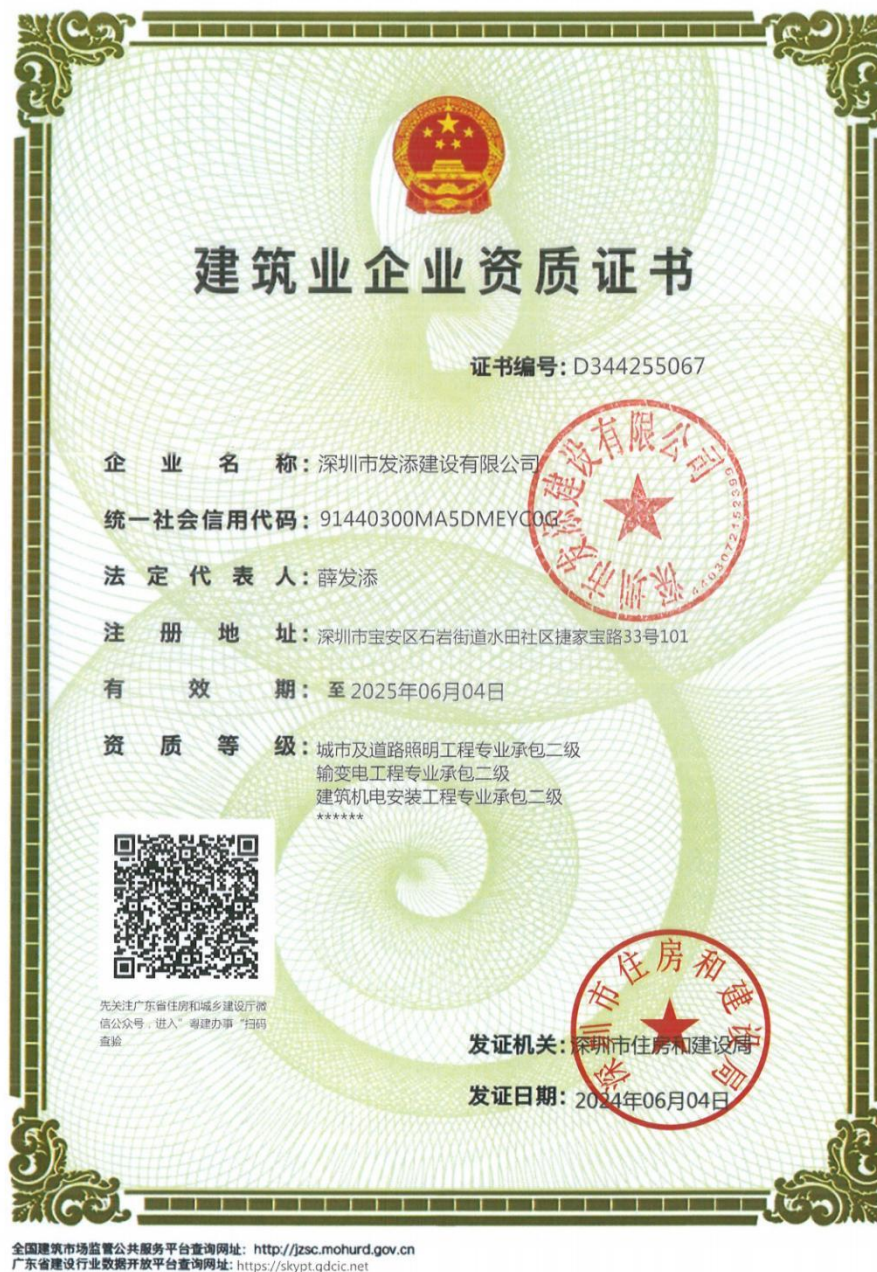 建筑业企业资质证书
证书编号：D344255067
企业名称：深圳市发添建设有限公司
统一社会信用代码：91440300MA5DMEYC0G
法定代表人：薛发添
注册地址：深圳市宝安区石岩街道水田社区捷家宝路33号101
有效期：至 2025年06月04日
资质等级：城市及道路照明工程专业承包二级
输变电工程专业承包二级
建筑机电安装工程专业承包二级
******
深圳市发添建设有限公司
先关注广东省住房和城乡建设厅微
信公众号，进入”粤建办事“扫码
查验
发证机关：深圳市住房和建设局
发证日期：2024年06月04日
深圳市住房和建设局
全国建筑市场监管公共服务平台查询网址：http://jzsc.mohurd.gov.cn
广东省建设行业数据开放平台查询网址：https://skypt.gdcic.net